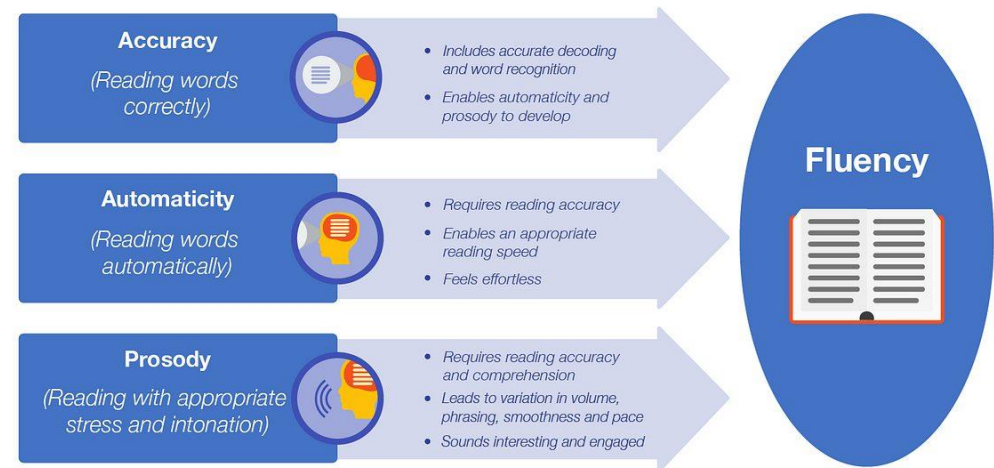 Accuracy
(Reading words
correctly)
• Includes accurate decoding
and word recognition
• Enables automaticity and
prosody to develop
Automaticity
(Reading words
automatically)
• Requires reading accuracy
• Enables an appropriate
reading speed
• Feels effortless
Prosody
(Reading with appropriate
stress and intonation)
• Requires reading accuracy
and comprehension
• Leads to variation in volume,
phrasing, smoothness and pace
• Sounds interesting and engaged
Fluency